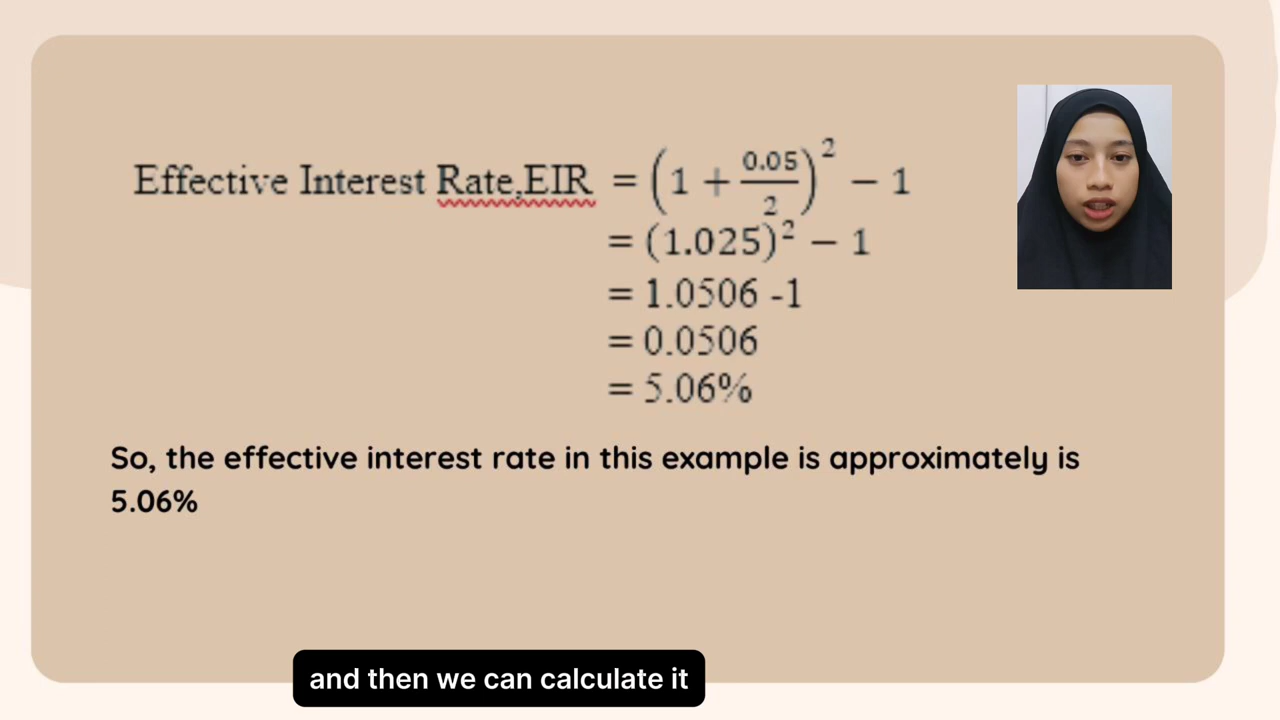 Effective Interest Rate,EIR = (1 + 0.05/2)² − 1
= (1.025)² − 1
= 1.0506 -1
= 0.0506
= 5.06%
So, the effective interest rate in this example is approximately is
5.06%
and then we can calculate it